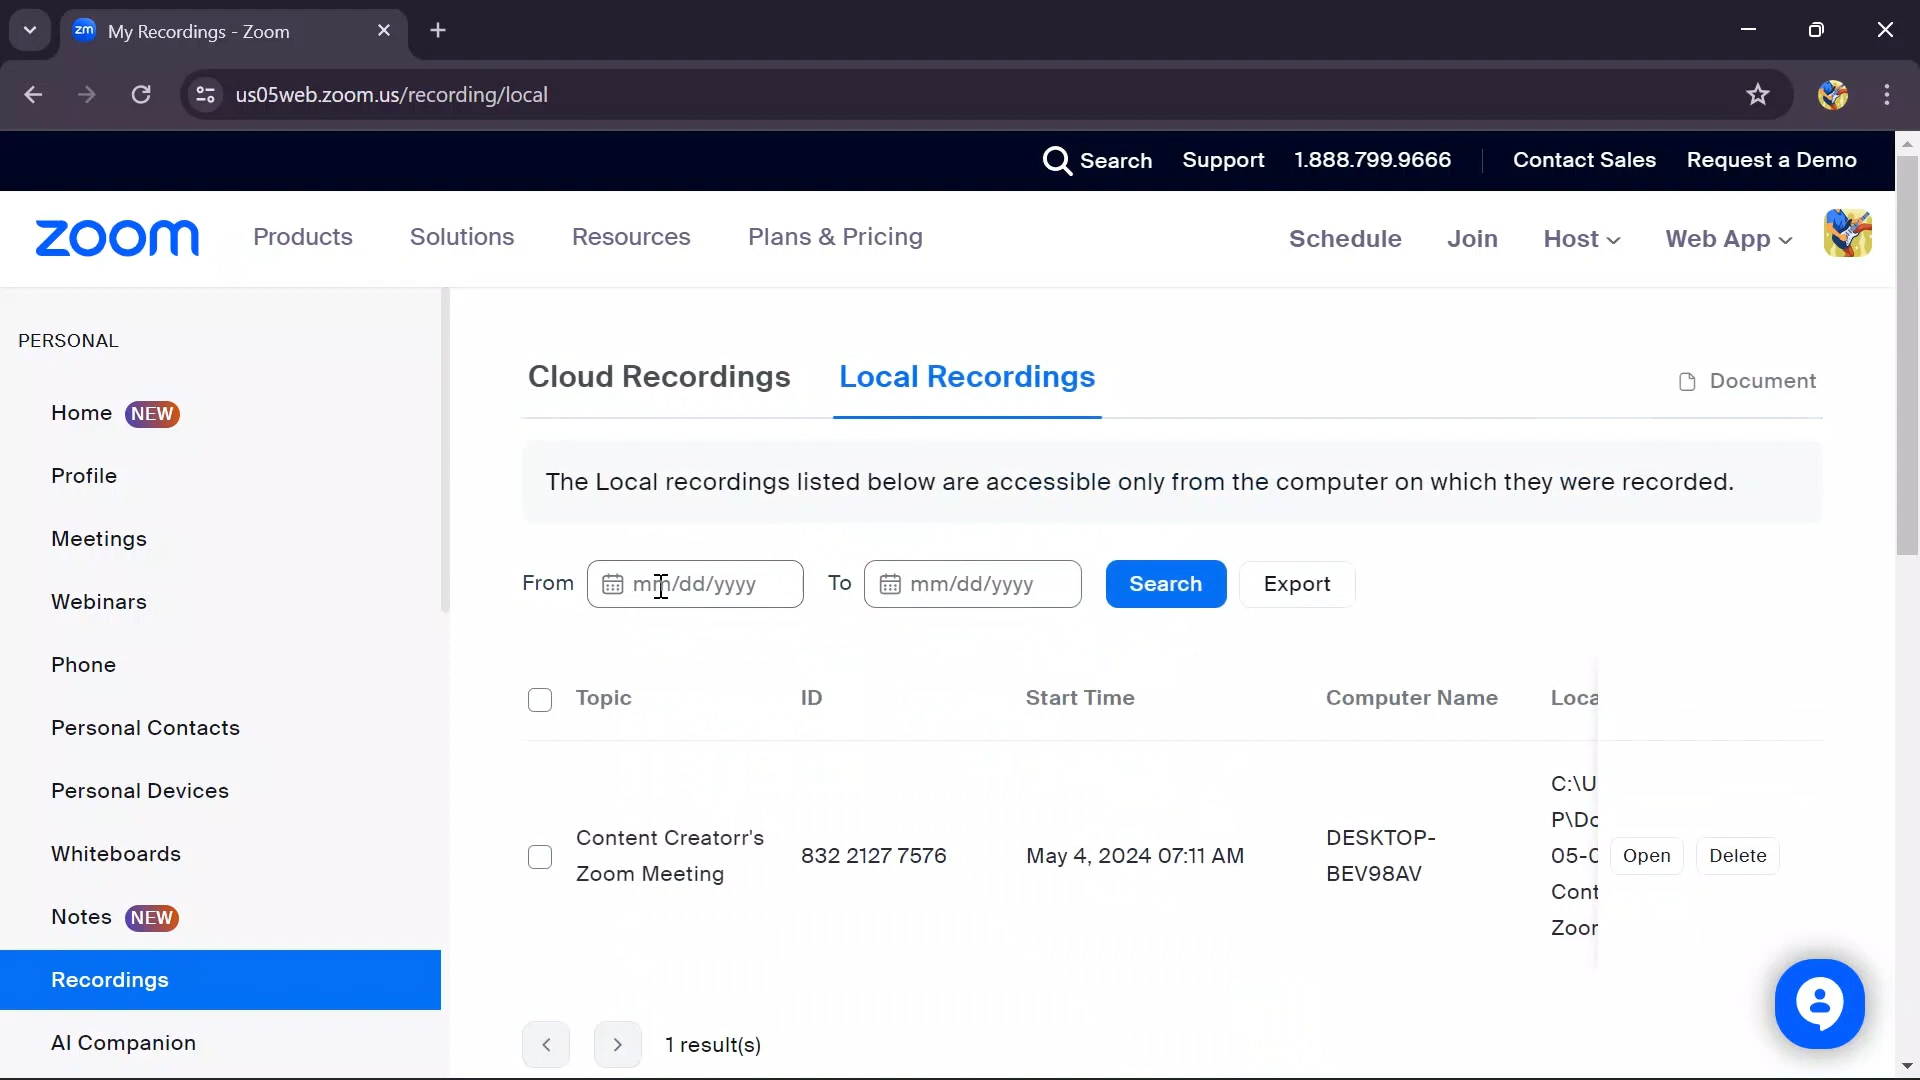 zm My Recordings - Zoom
us05web.zoom.us/recording/local
Search Support 1.888.799.9666 Contact Sales Request a Demo
zoom Products Solutions Resources Plans & Pricing Schedule Join Host Web App
PERSONAL
Home NEW
Profile
Meetings
Webinars
Phone
Personal Contacts
Personal Devices
Whiteboards
Notes NEW
Recordings
AI Companion
Cloud Recordings Local Recordings Document
The Local recordings listed below are accessible only from the computer on which they were recorded.
From mm/dd/yyyy To mm/dd/yyyy Search Export
Topic ID Start Time Computer Name Loca
Content Creatorr's
Zoom Meeting
832 2127 7576
May 4, 2024 07:11 AM
DESKTOP-
BEV98AV
C:\U
P\Do
05-0
Cont
Zoom
Open Delete
1 result(s)